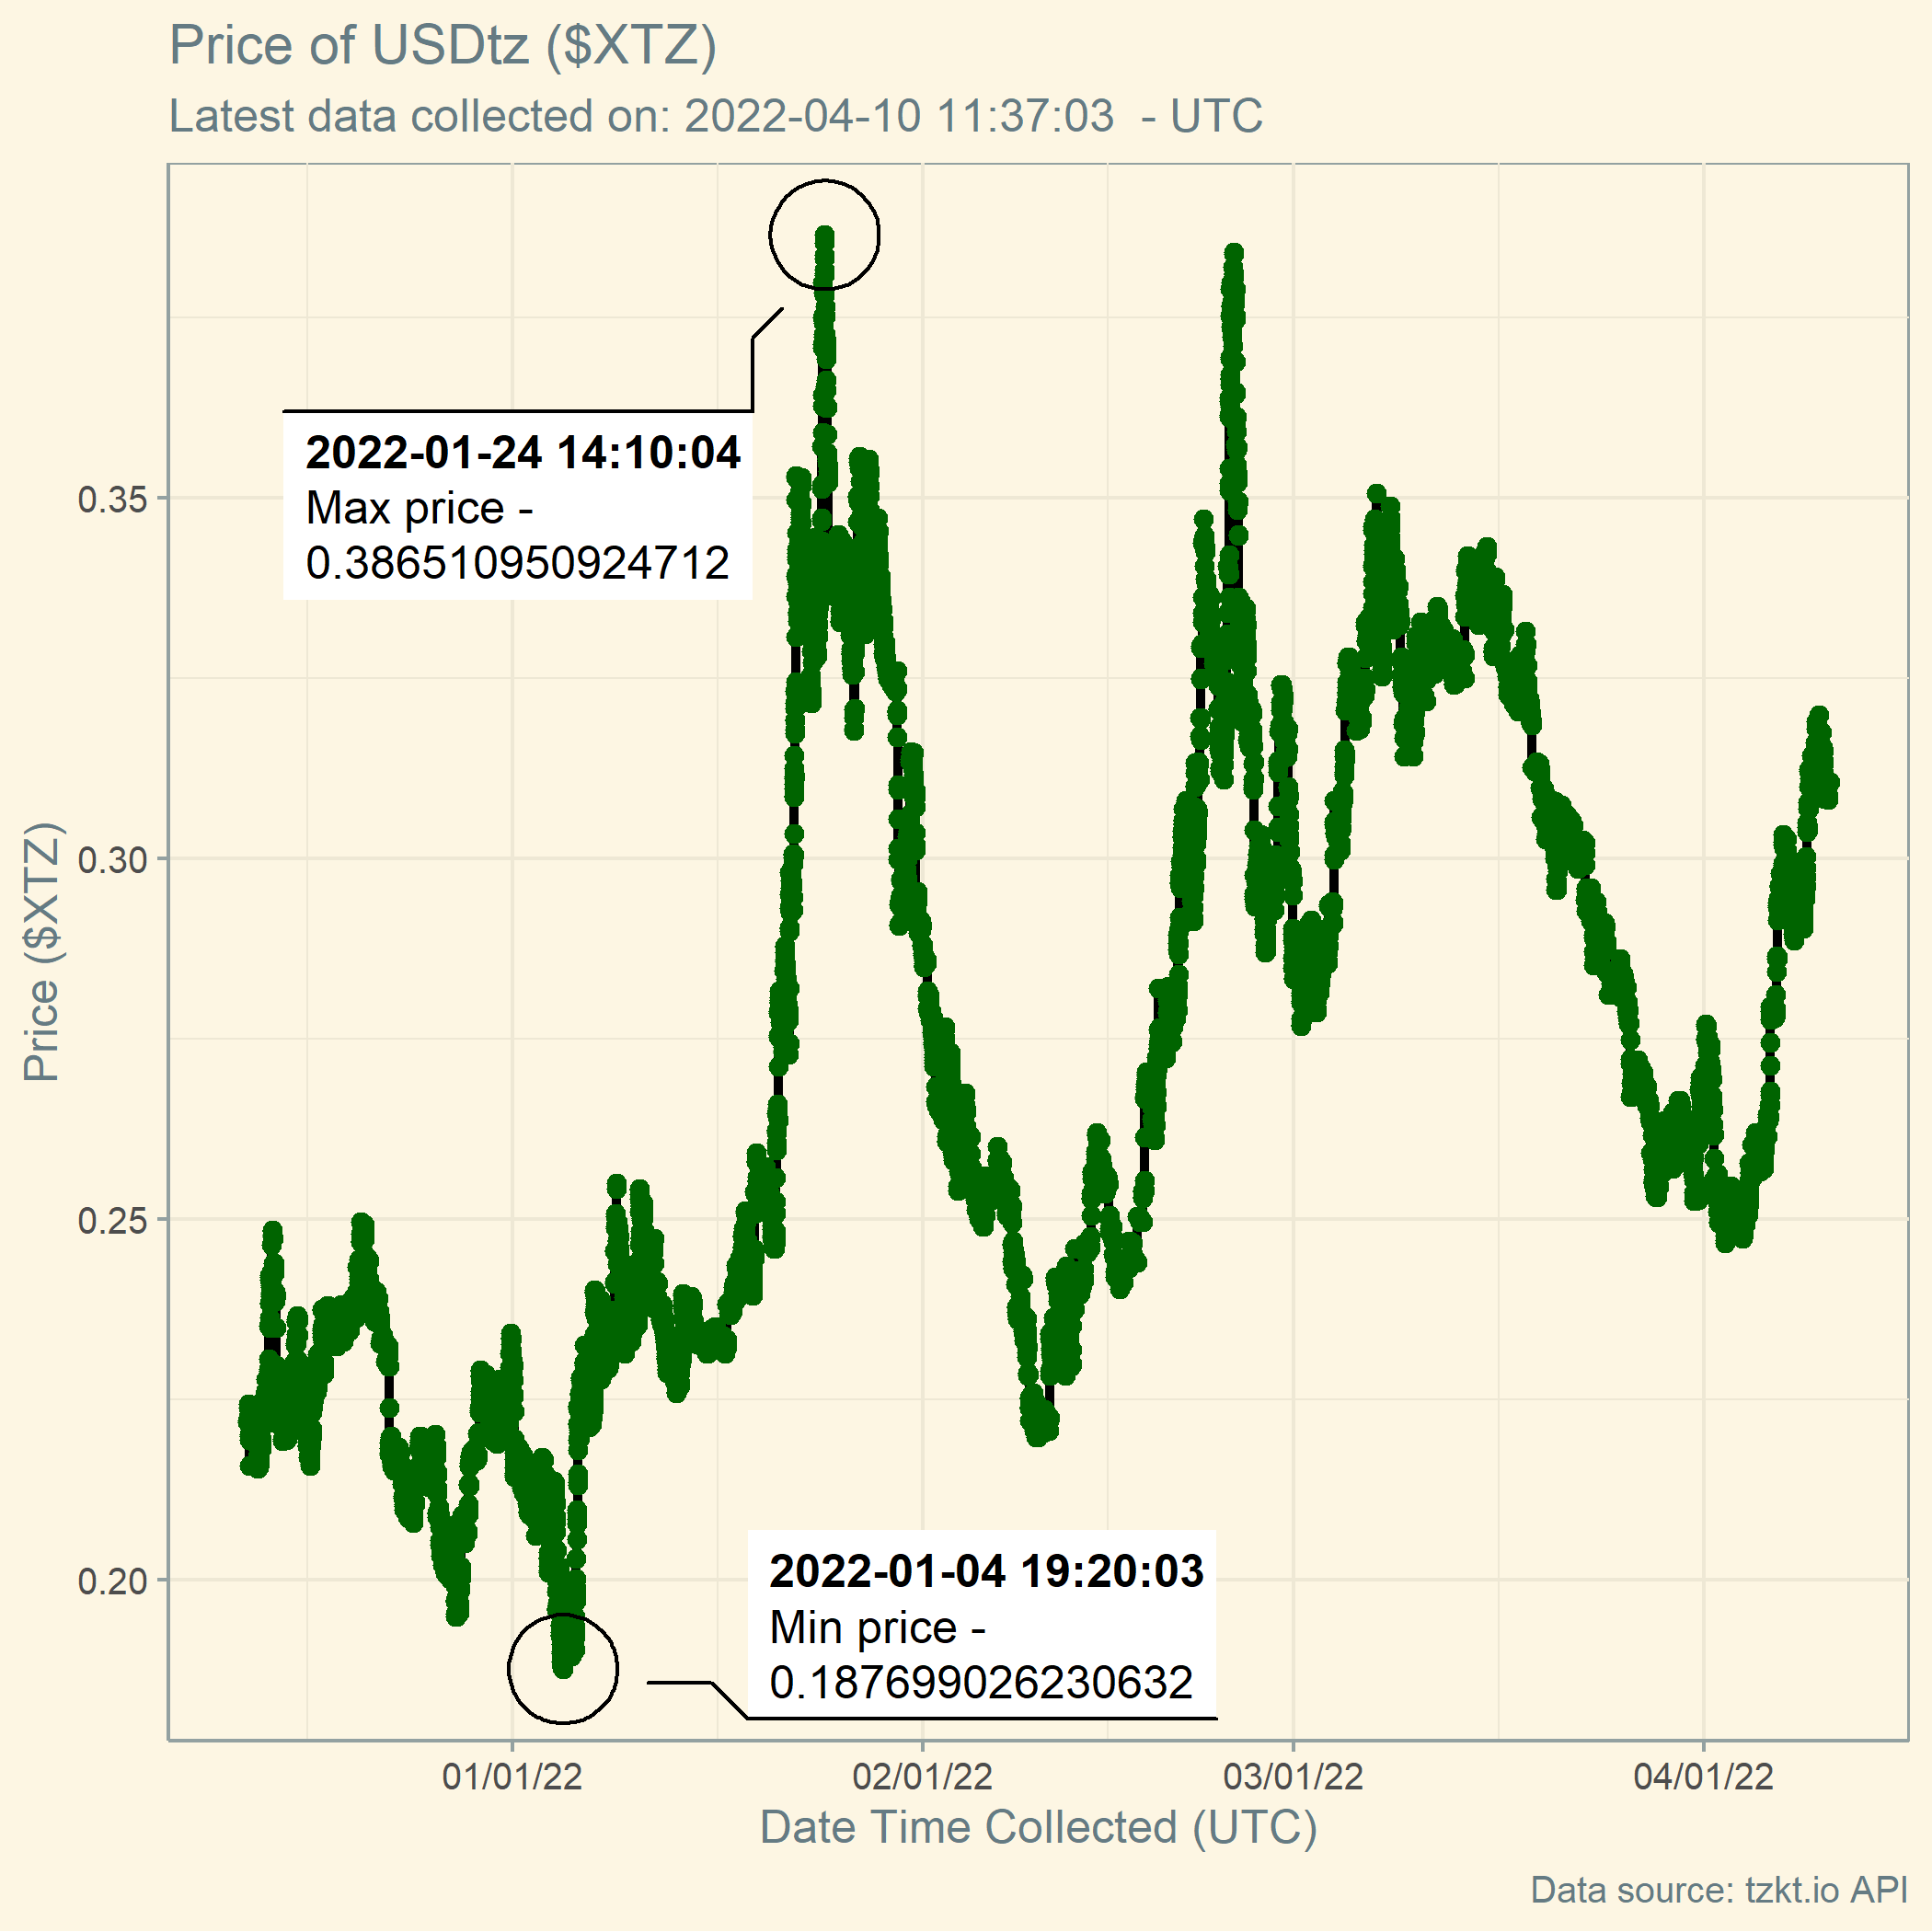 Price of USDtz ($XTZ)
Latest data collected on: 2022-04-10 11:37:03  - UTC
2022-01-24 14:10:04
Max price -
0.386510950924712
0.35
0.30
0.25
0.20
Price ($XTZ)
2022-01-04 19:20:03
Min price -
0.187699026230632
01/01/22
02/01/22
03/01/22
04/01/22
Date Time Collected (UTC)
Data source: tzkt.io API